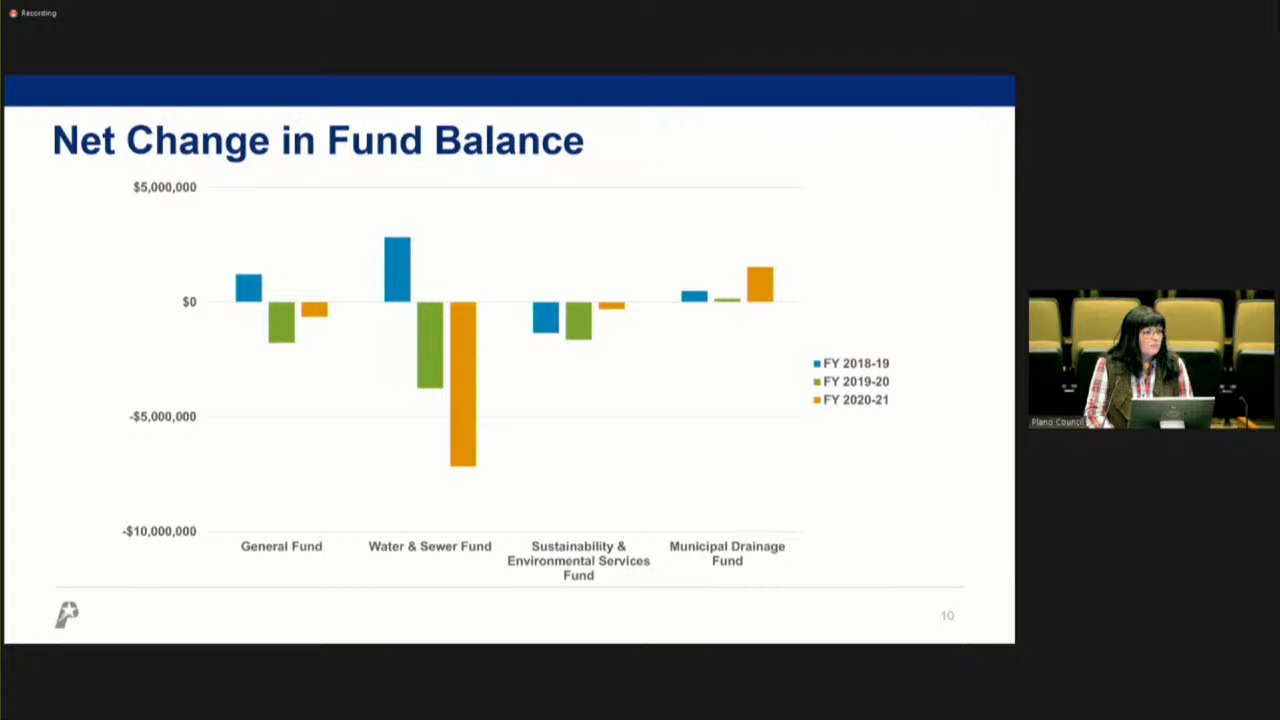 Recording
Net Change in Fund Balance
$5,000,000
$0
-$5,000,000
-$10,000,000
General Fund
Water & Sewer Fund
Sustainability &
Environmental Services
Fund
Municipal Drainage
Fund
FY 2018-19
FY 2019-20
FY 2020-21
10
Plano Council